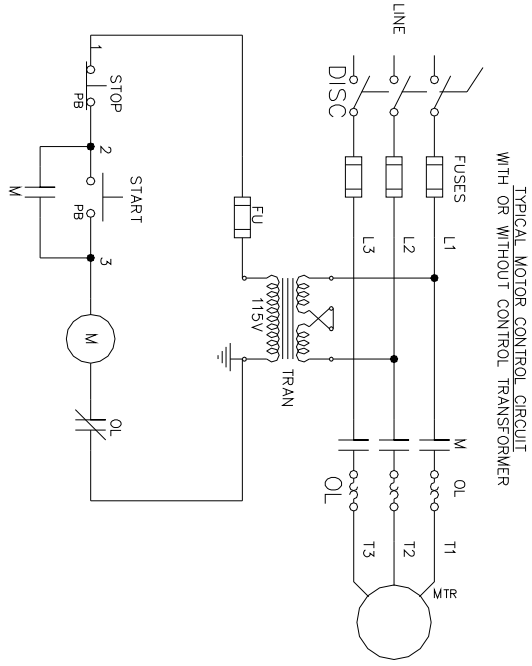 TYPICAL MOTOR CONTROL CIRCUIT
WITH OR WITHOUT CONTROL TRANSFORMER
LINE
DISC
FUSES
L1
L2
L3
M
OL
OL
T1
T2
T3
MTR
FU
115V
TRAN
1
STOP
PB
2
START
PB
M
3
M
OL